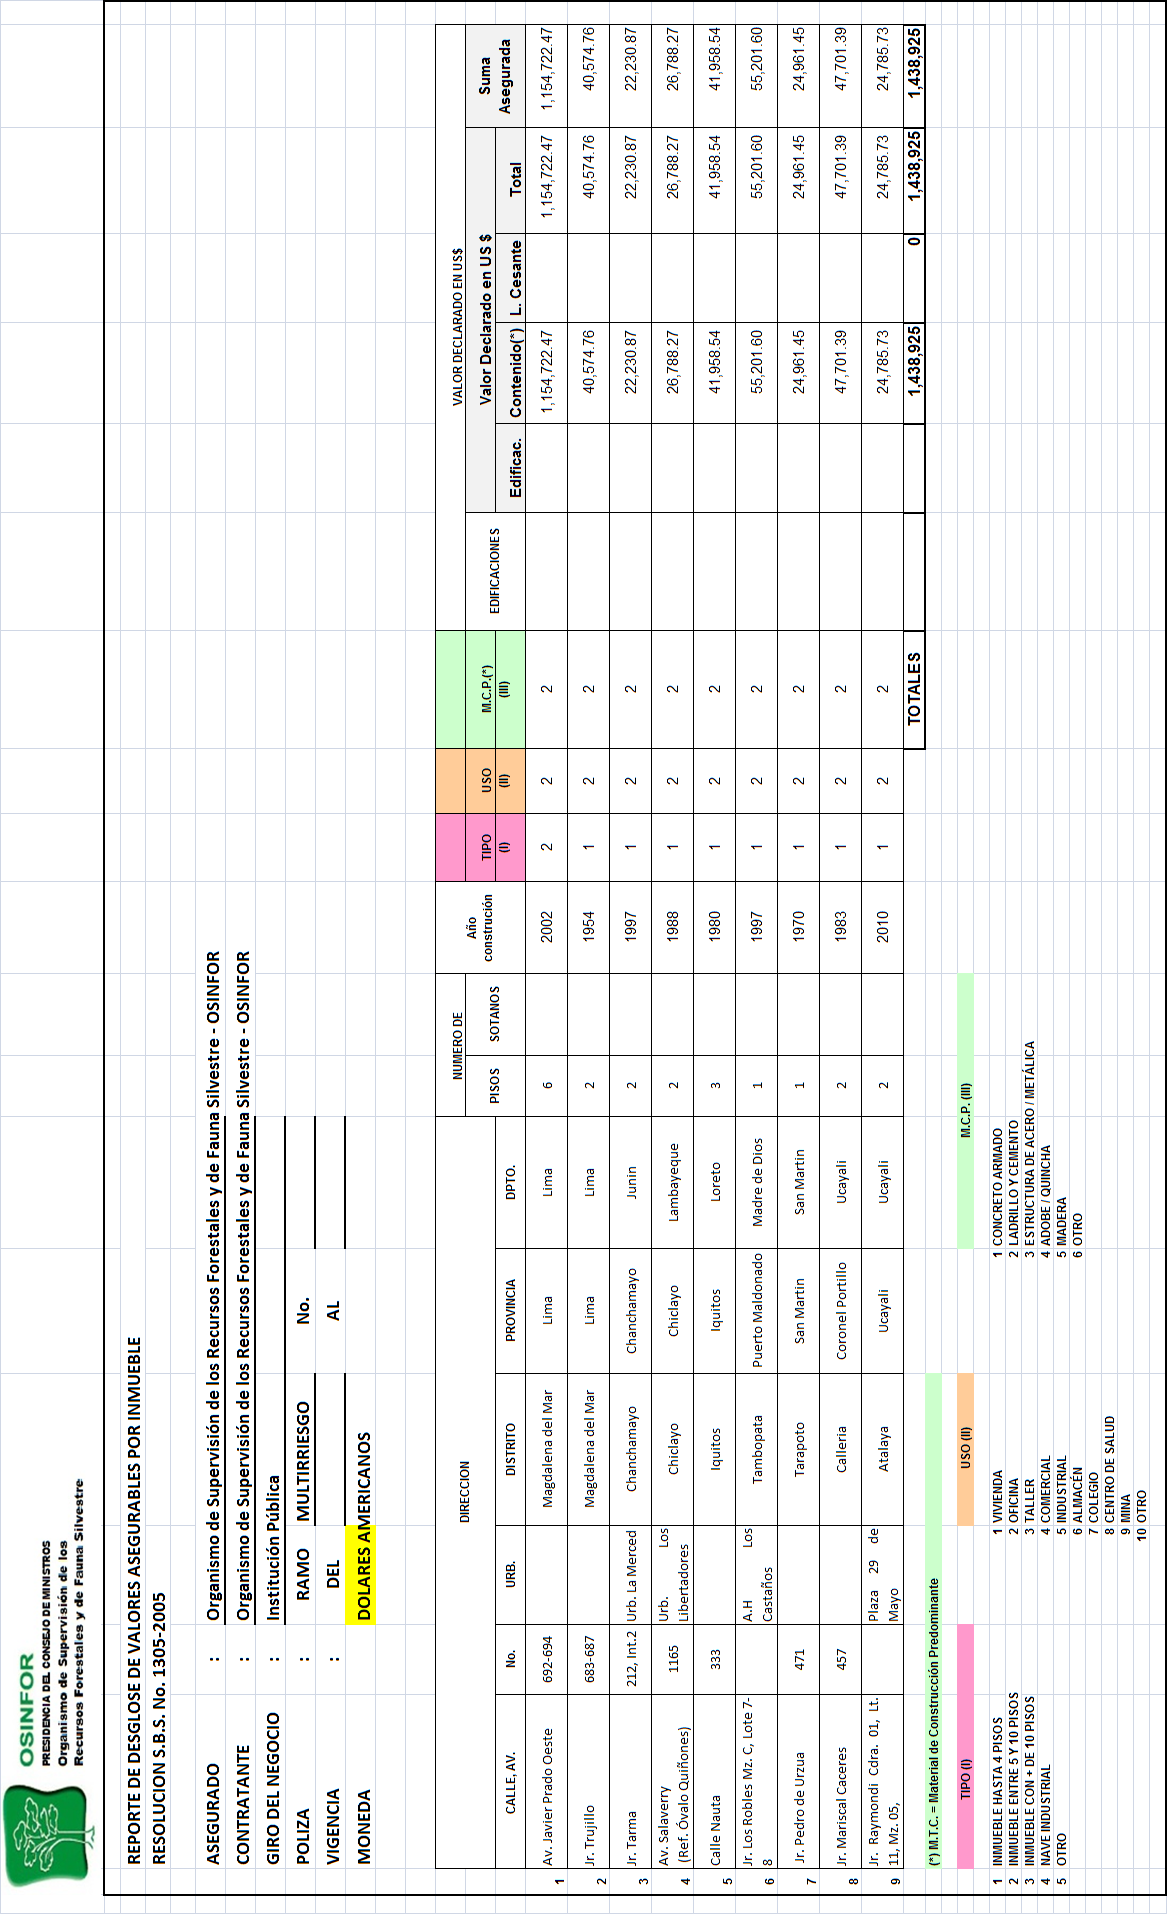 OSINFOR
PRESIDENCIA DEL CONSEJO DE MINISTROS
Organismo de Supervisión de los
Recursos Forestales y de Fauna Silvestre
REPORTE DE DESGLOSE DE VALORES ASEGURABLES POR INMUEBLE
RESOLUCION S.B.S. No. 1305-2005
ASEGURADO : Organismo de Supervisión de los Recursos Forestales y de Fauna Silvestre - OSINFOR
CONTRATANTE : Organismo de Supervisión de los Recursos Forestales y de Fauna Silvestre - OSINFOR
GIRO DEL NEGOCIO : Institución Pública
POLIZA : RAMO MULTIRRIESGO No.
VIGENCIA : DEL AL
MONEDA DOLARES AMERICANOS
DIRECCION NUMERO DE Año construción VALOR DECLARADO EN US$
TIPO (I) USO (II) M.C.P.(*) (III) EDIFICACIONES Valor Declarado en US $ Suma Asegurada
CALLE, AV. No. URB. DISTRITO PROVINCIA DPTO. PISOS SOTANOS Edificac. Contenido(*) L. Cesante Total
1 Av. Javier Prado Oeste 692-694 Magdalena del Mar Lima Lima 6 2002 2 2 2 1,154,722.47 1,154,722.47 1,154,722.47
2 Jr. Trujillo 683-687 Magdalena del Mar Lima Lima 2 1954 1 2 2 40,574.76 40,574.76 40,574.76
3 Jr. Tarma 212, Int.2 Urb. La Merced Chanchamayo Chanchamayo Junin 2 1997 1 2 2 22,230.87 22,230.87 22,230.87
4 Av. Salaverry (Ref. Óvalo Quiñones) 1165 Urb. Los Libertadores Chiclayo Chiclayo Lambayeque 2 1988 1 2 2 26,788.27 26,788.27 26,788.27
5 Calle Nauta 333 Iquitos Iquitos Loreto 3 1980 1 2 2 41,958.54 41,958.54 41,958.54
6 Jr. Los Robles Mz. C, Lote 7-8 A.H Los Castaños Tambopata Puerto Maldonado Madre de Dios 1 1997 1 2 2 55,201.60 55,201.60 55,201.60
7 Jr. Pedro de Urzua 471 Tarapoto San Martin San Martin 1 1970 1 2 2 24,961.45 24,961.45 24,961.45
8 Jr. Mariscal Caceres 457 Calleria Coronel Portillo Ucayali 2 1983 1 2 2 47,701.39 47,701.39 47,701.39
9 Jr. Raymondi Cdra. 01, Lt. 11, Mz. 05, Plaza 29 de Mayo Atalaya Ucayali Ucayali 2 2010 1 2 2 24,785.73 24,785.73 24,785.73
TOTALES 1,438,925 0 1,438,925 1,438,925
(*) M.T.C. = Material de Construcción Predominante
TIPO (I)
1 INMUEBLE HASTA 4 PISOS
2 INMUEBLE ENTRE 5 Y 10 PISOS
3 INMUEBLE CON + DE 10 PISOS
4 NAVE INDUSTRIAL
5 OTRO
USO (II)
1 VIVIENDA
2 OFICINA
3 TALLER
4 COMERCIAL
5 INDUSTRIAL
6 ALMACÉN
7 COLEGIO
8 CENTRO DE SALUD
9 MINA
10 OTRO
M.C.P. (III)
1 CONCRETO ARMADO
2 LADRILLO Y CEMENTO
3 ESTRUCTURA DE ACERO / METÁLICA
4 ADOBE / QUINCHA
5 MADERA
6 OTRO